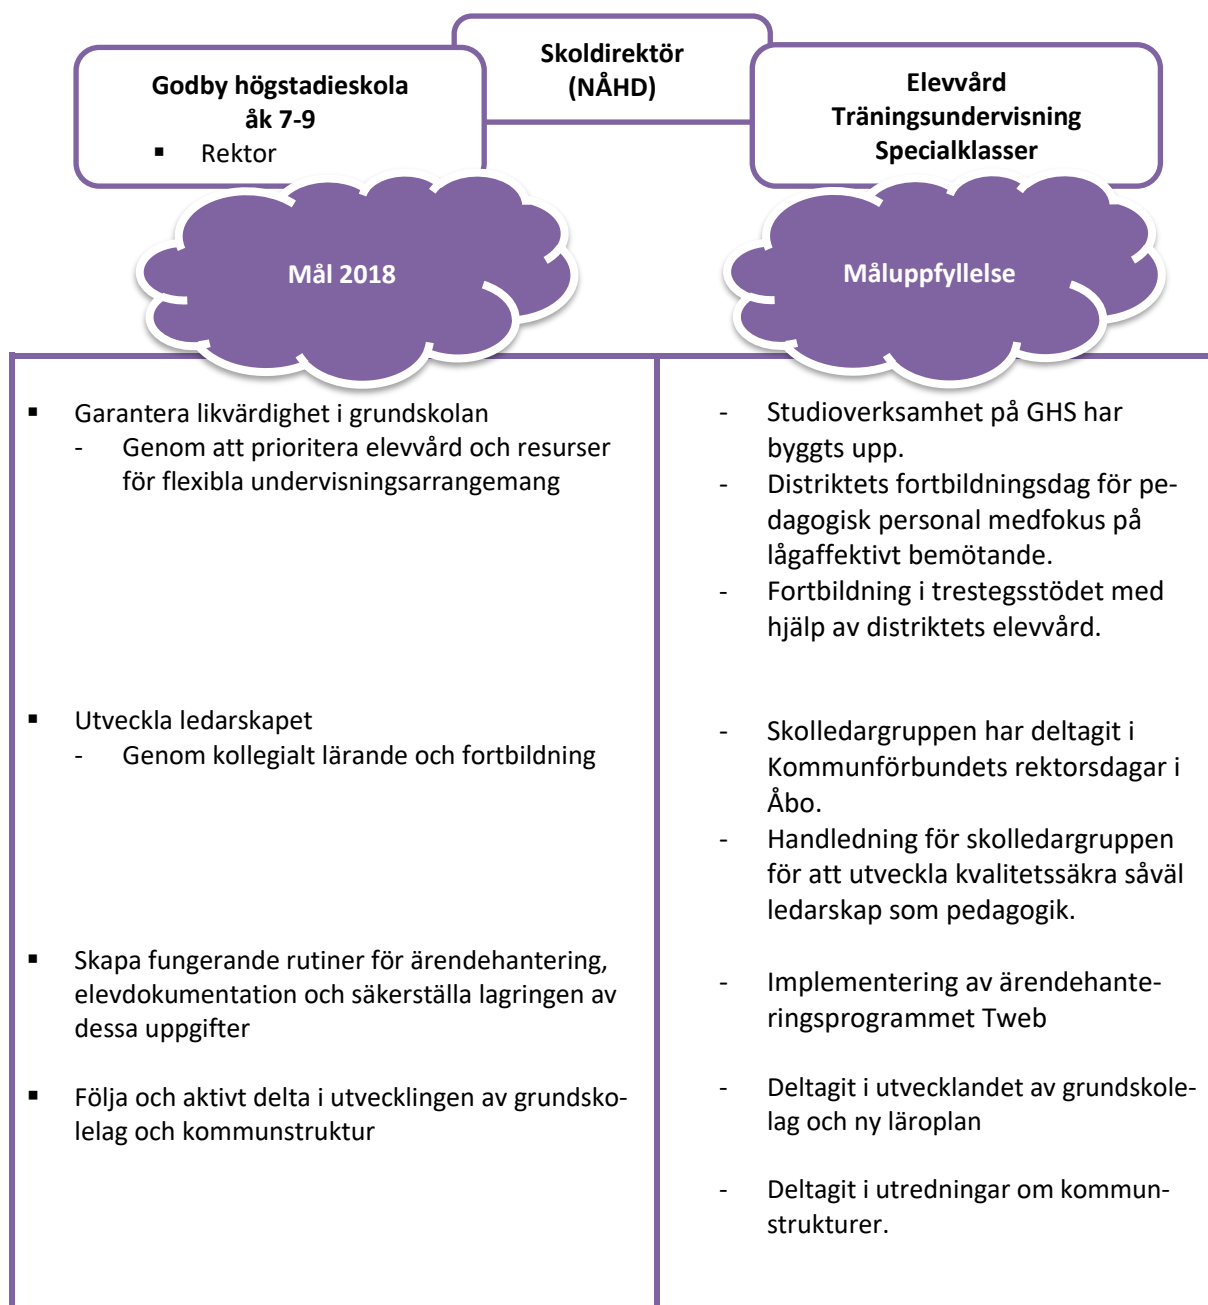 Skoldirektör
(NÅHD)
Godby högstadieskola
åk 7-9
▪ Rektor
Elevvård
Träningsundervisning
Specialklasser
Mål 2018
Måluppfyllelse
▪ Garantera likvärdighet i grundskolan
- Genom att prioritera elevvård och resurser
för flexibla undervisningsarrangemang
▪ Utveckla ledarskapet
- Genom kollegialt lärande och fortbildning
▪ Skapa fungerande rutiner för ärendehantering,
elevdokumentation och säkerställa lagringen av
dessa uppgifter
▪ Följa och aktivt delta i utvecklingen av grundsko-
lelag och kommunstruktur
- Studioverksamhet på GHS har
byggts upp.
- Distriktets fortbildningsdag för pe-
dagogisk personal medfokus på
lågaffektivt bemötande.
- Fortbildning i trestegsstödet med
hjälp av distriktets elevvård.
- Skolledargruppen har deltagit i
Kommunförbundets rektorsdagar i
Åbo.
- Handledning för skolledargruppen
för att utveckla kvalitetssäkra såväl
ledarskap som pedagogik.
- Implementering av ärendehante-
ringsprogrammet Tweb
- Deltagit i utvecklandet av grundskole-
lag och ny läroplan
- Deltagit i utredningar om kommun-
strukturer.